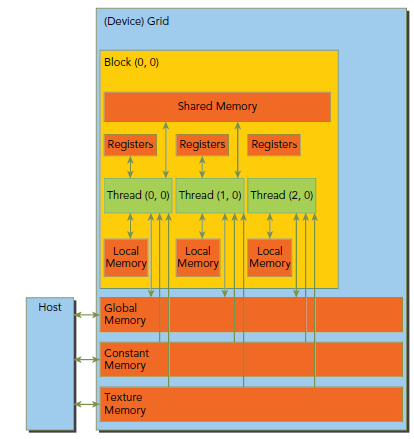 (Device) Grid
Block (0, 0)
Shared Memory
Registers Registers Registers
Thread (0, 0) Thread (1, 0) Thread (2, 0)
Local Local Local
Memory Memory Memory
Host
Global
Memory
Constant
Memory
Texture
Memory